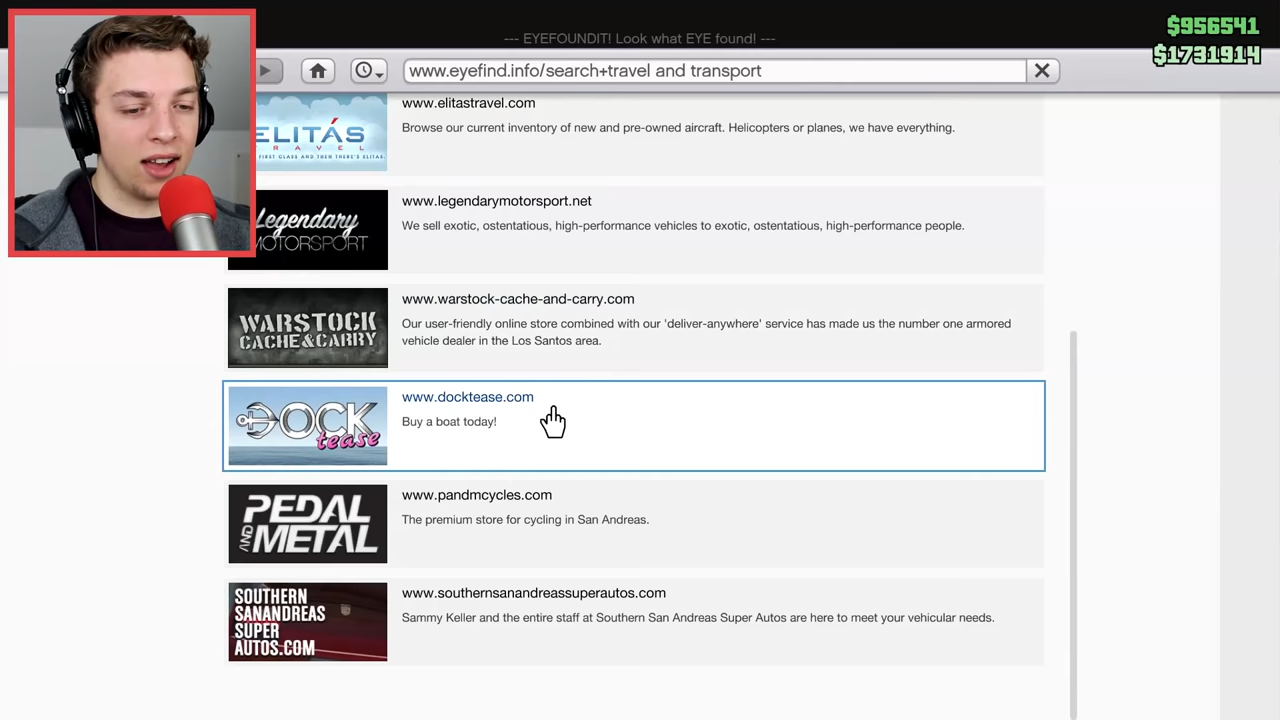 --- EYEFOUNDIT! Look what EYE found! ---
$956541
$1731914
www.eyefind.info/search+travel and transport
www.elitastravel.com
Browse our current inventory of new and pre-owned aircraft. Helicopters or planes, we have everything.
ELITÁS
RAVEL
FIRST CLASS AND THEN THERE'S ELITAS.
www.legendarymotorsport.net
We sell exotic, ostentatious, high-performance vehicles to exotic, ostentatious, high-performance people.
Legendary
MOTORSPORT
www.warstock-cache-and-carry.com
Our user-friendly online store combined with our 'deliver-anywhere' service has made us the number one armored
vehicle dealer in the Los Santos area.
WARSTOCK
CACHE&CARRY
www.docktease.com
Buy a boat today!
DOCK
tease
www.pandmcycles.com
The premium store for cycling in San Andreas.
PEDAL
AND METAL
www.southernsanandreassuperautos.com
Sammy Keller and the entire staff at Southern San Andreas Super Autos are here to meet your vehicular needs.
SOUTHERN
SANANDREAS
SUPER
AUTOS.COM